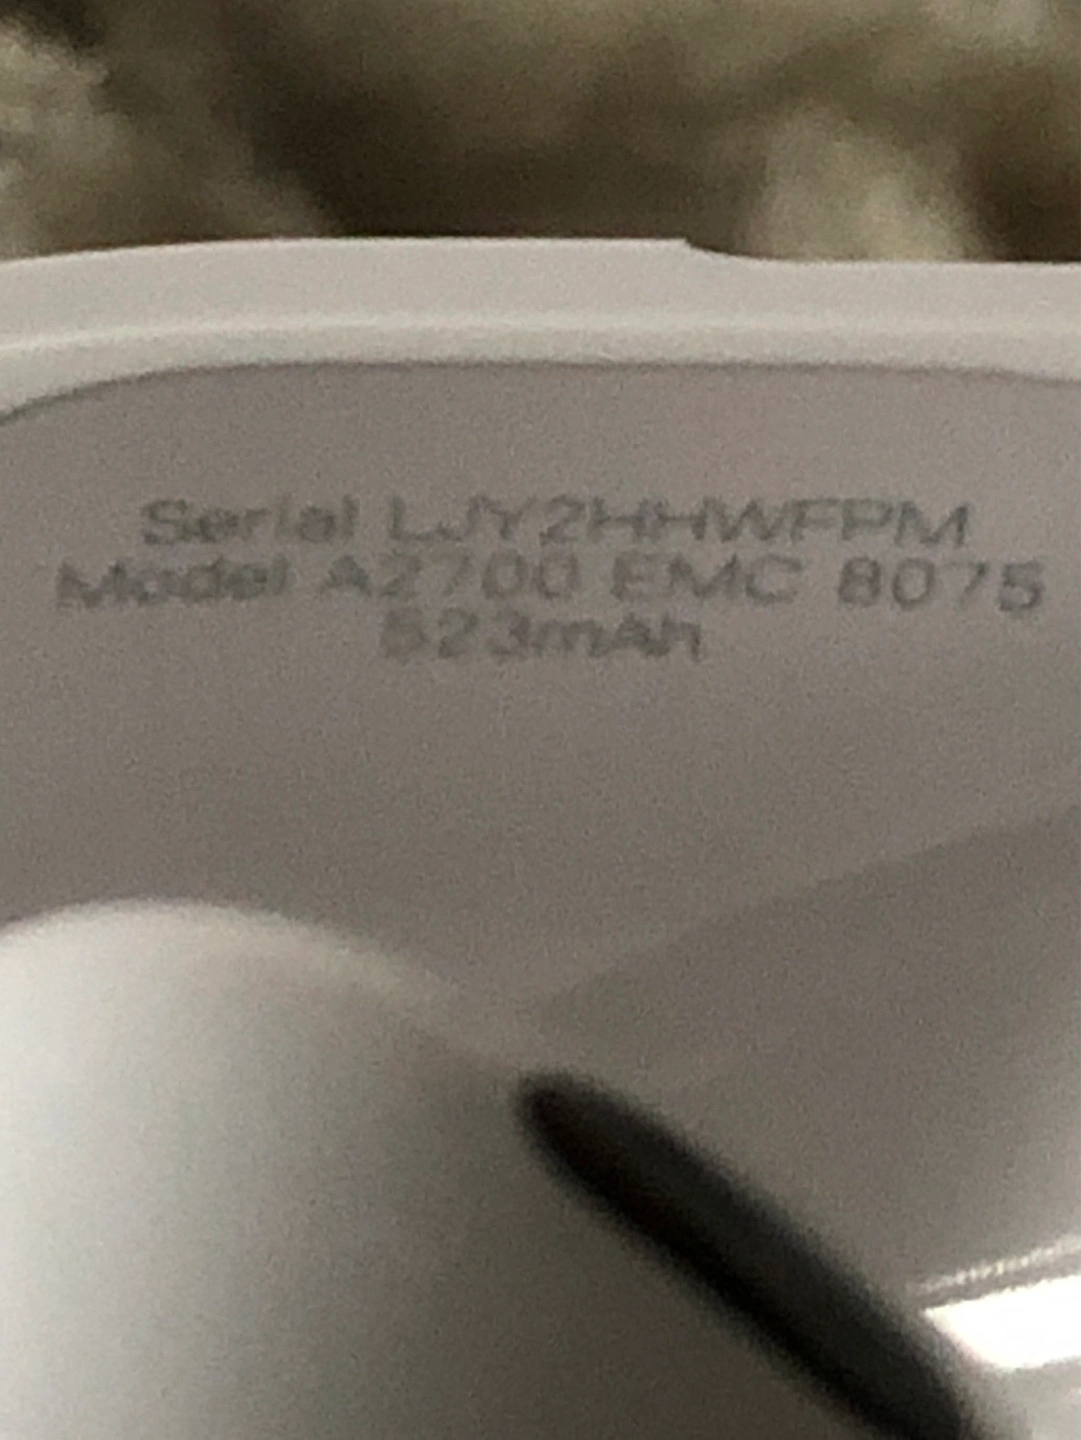 Serial LJY2HHWFPM
Model A2700 EMC 8075
523mAh